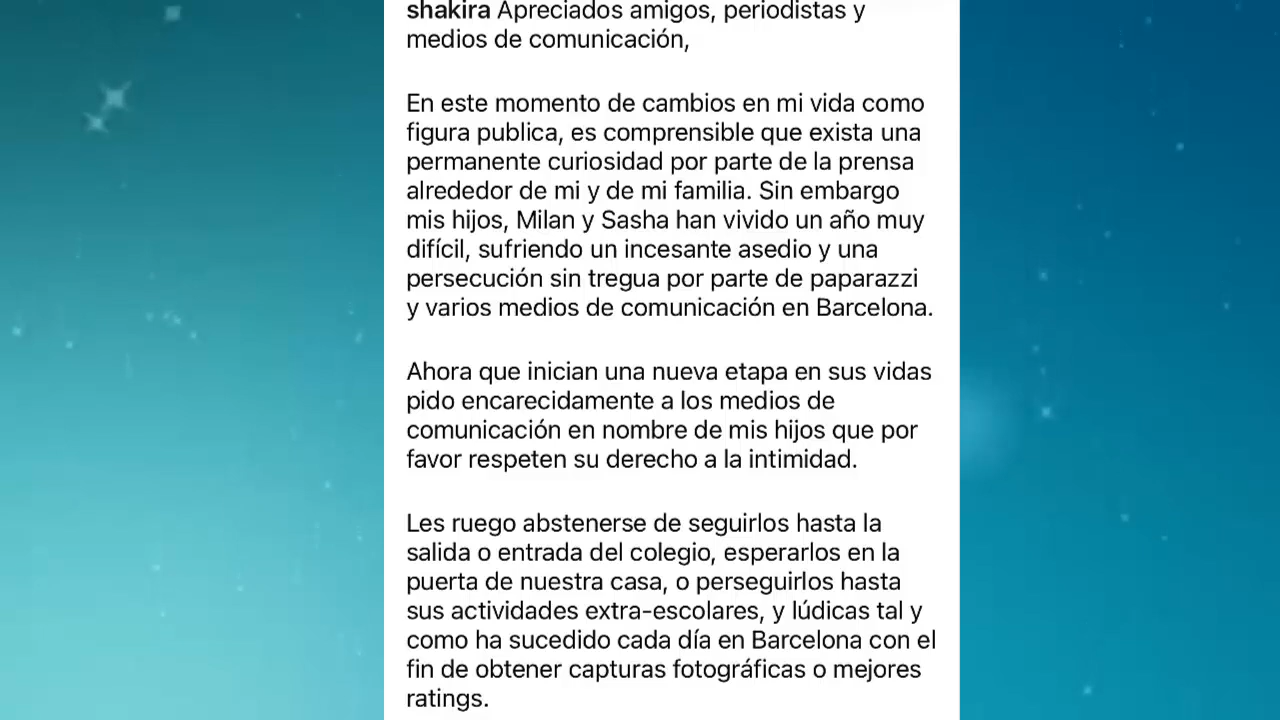 shakira Apreciados amigos, periodistas y
medios de comunicación,
En este momento de cambios en mi vida como
figura publica, es comprensible que exista una
permanente curiosidad por parte de la prensa
alrededor de mi y de mi familia. Sin embargo
mis hijos, Milan y Sasha han vivido un año muy
difícil, sufriendo un incesante asedio y una
persecución sin tregua por parte de paparazzi
y varios medios de comunicación en Barcelona.
Ahora que inician una nueva etapa en sus vidas
pido encarecidamente a los medios de
comunicación en nombre de mis hijos que por
favor respeten su derecho a la intimidad.
Les ruego abstenerse de seguirlos hasta la
salida o entrada del colegio, esperarlos en la
puerta de nuestra casa, o perseguirlos hasta
sus actividades extra-escolares, y lúdicas tal y
como ha sucedido cada día en Barcelona con el
fin de obtener capturas fotográficas o mejores
ratings.